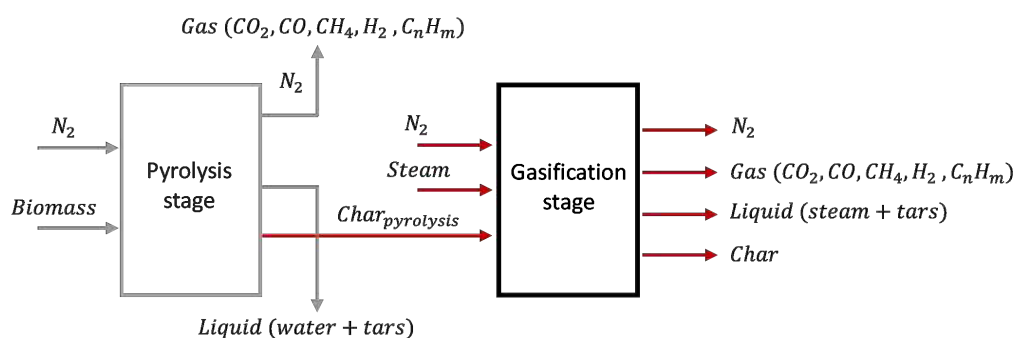 Gas (CO₂, CO, CH₄, H₂ , CₙHₘ)
N₂
N₂
Biomass
Pyrolysis
stage
Liquid (water + tars)
N₂
Steam
Char_pyrolysis
Gasification
stage
N₂
Gas (CO₂, CO, CH₄, H₂ , CₙHₘ)
Liquid (steam + tars)
Char